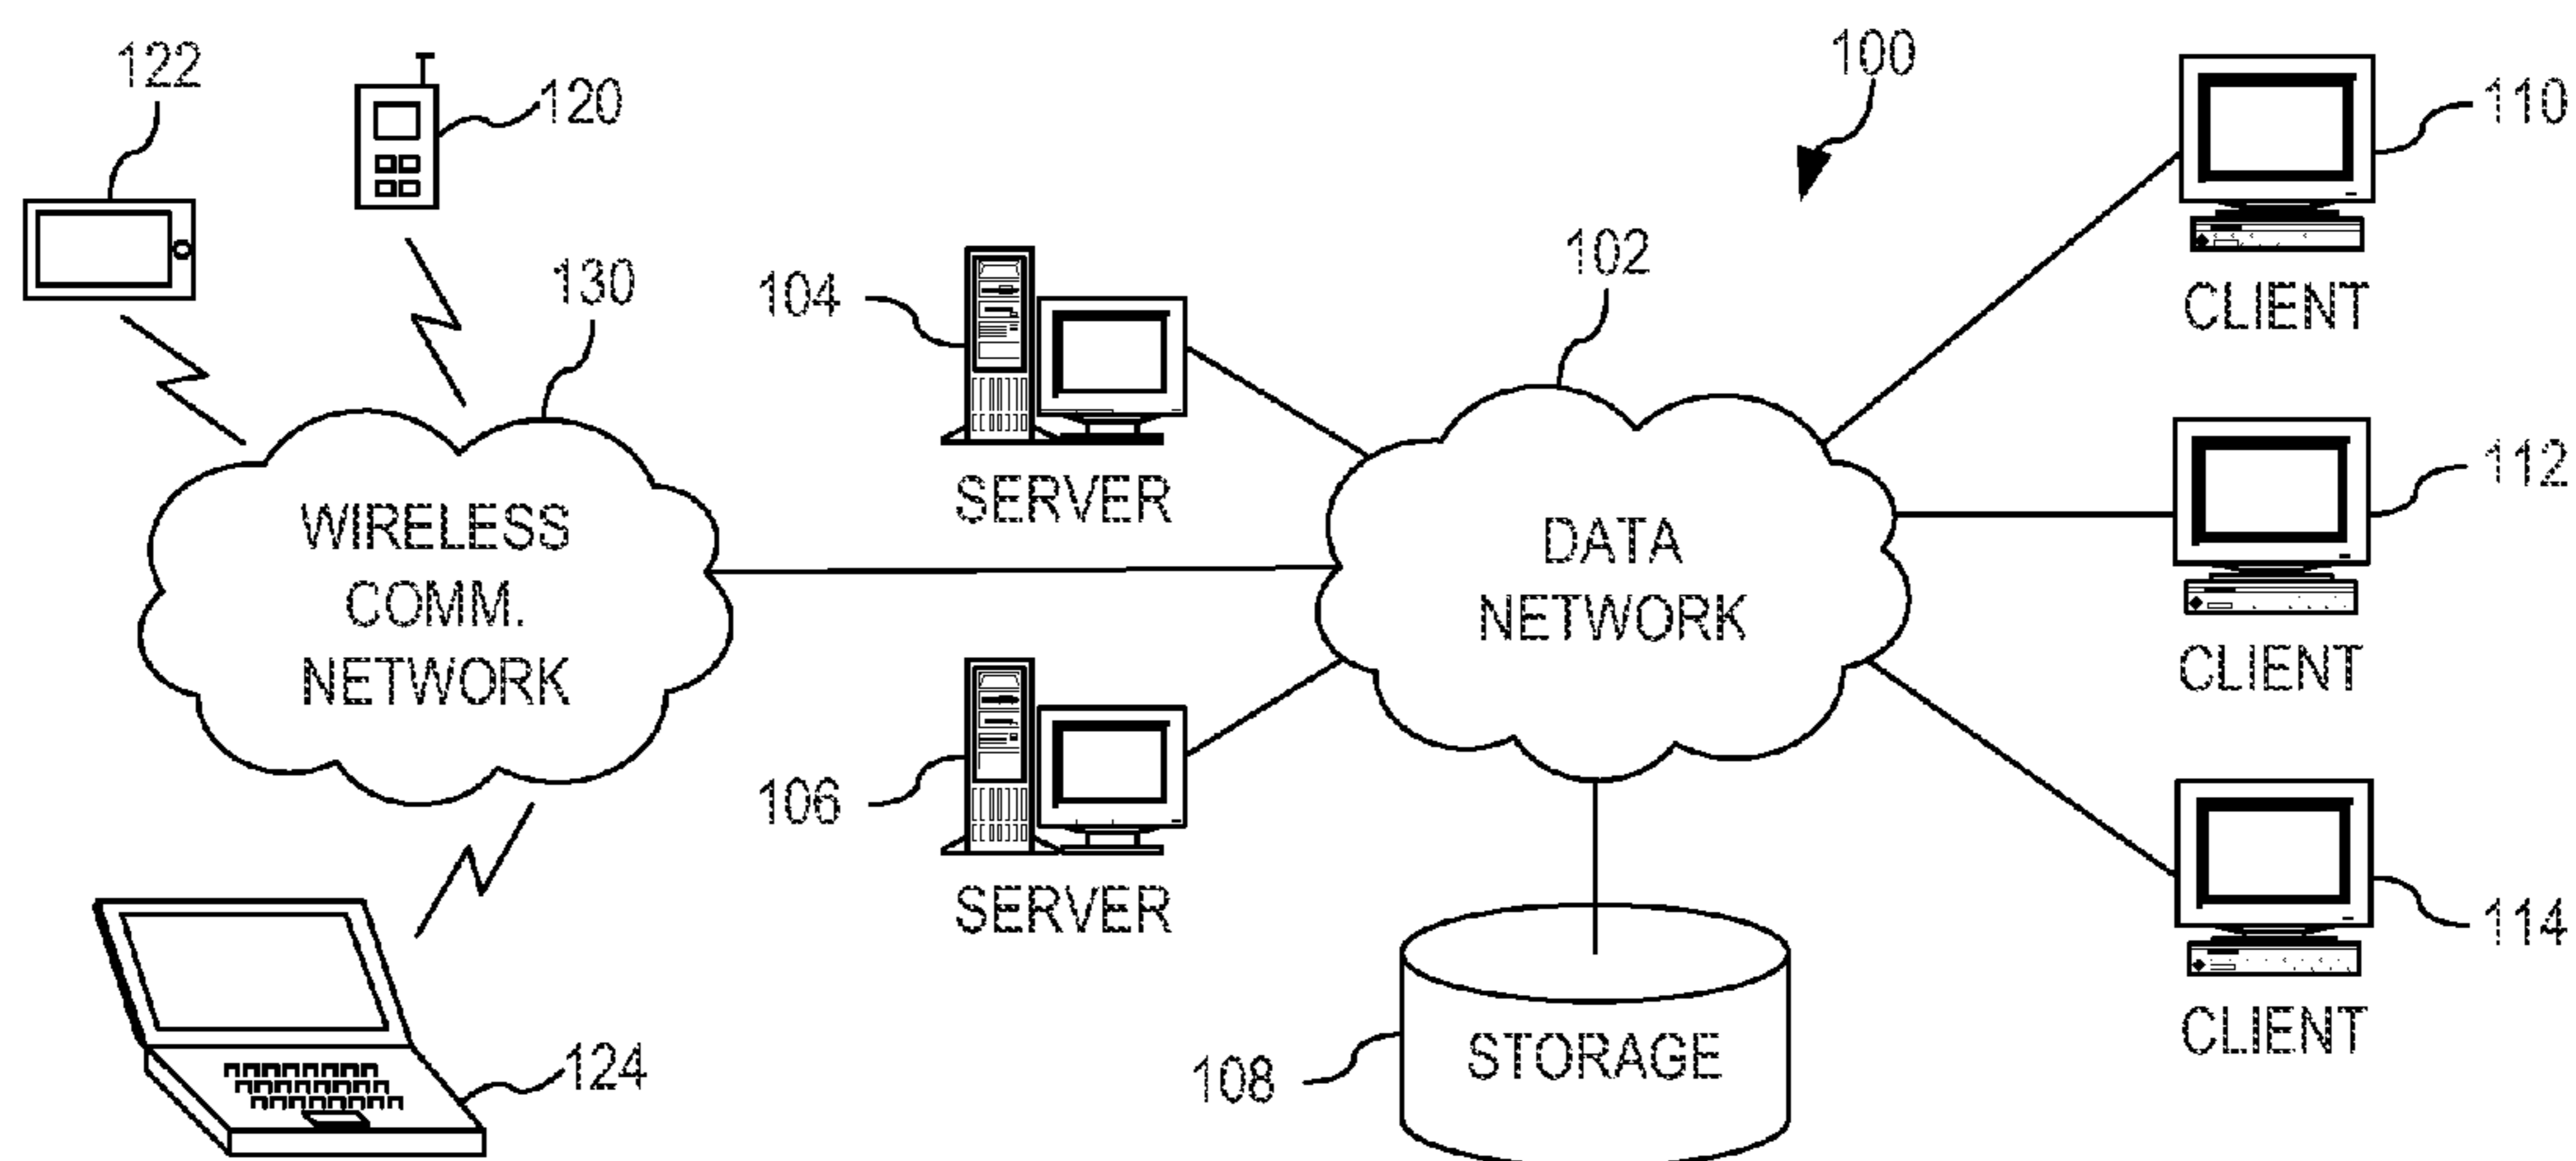 122
120
100
110
130
104
102
CLIENT
SERVER
112
WIRELESS
COMM.
NETWORK
DATA
NETWORK
CLIENT
106
SERVER
114
124
108
STORAGE
CLIENT